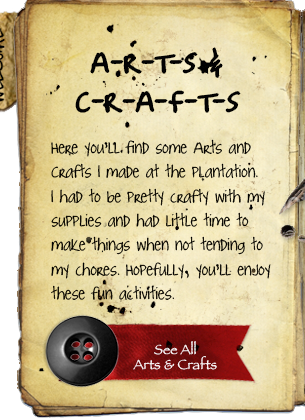 A-R-T-S &
C-R-A-F-T-S
Here you'll find some Arts and
Crafts I made at the Plantation.
I had to be pretty crafty with my
supplies and had little time to
make things when not tending to
my chores. Hopefully, you'll enjoy
these fun activities.
See All
Arts & Crafts